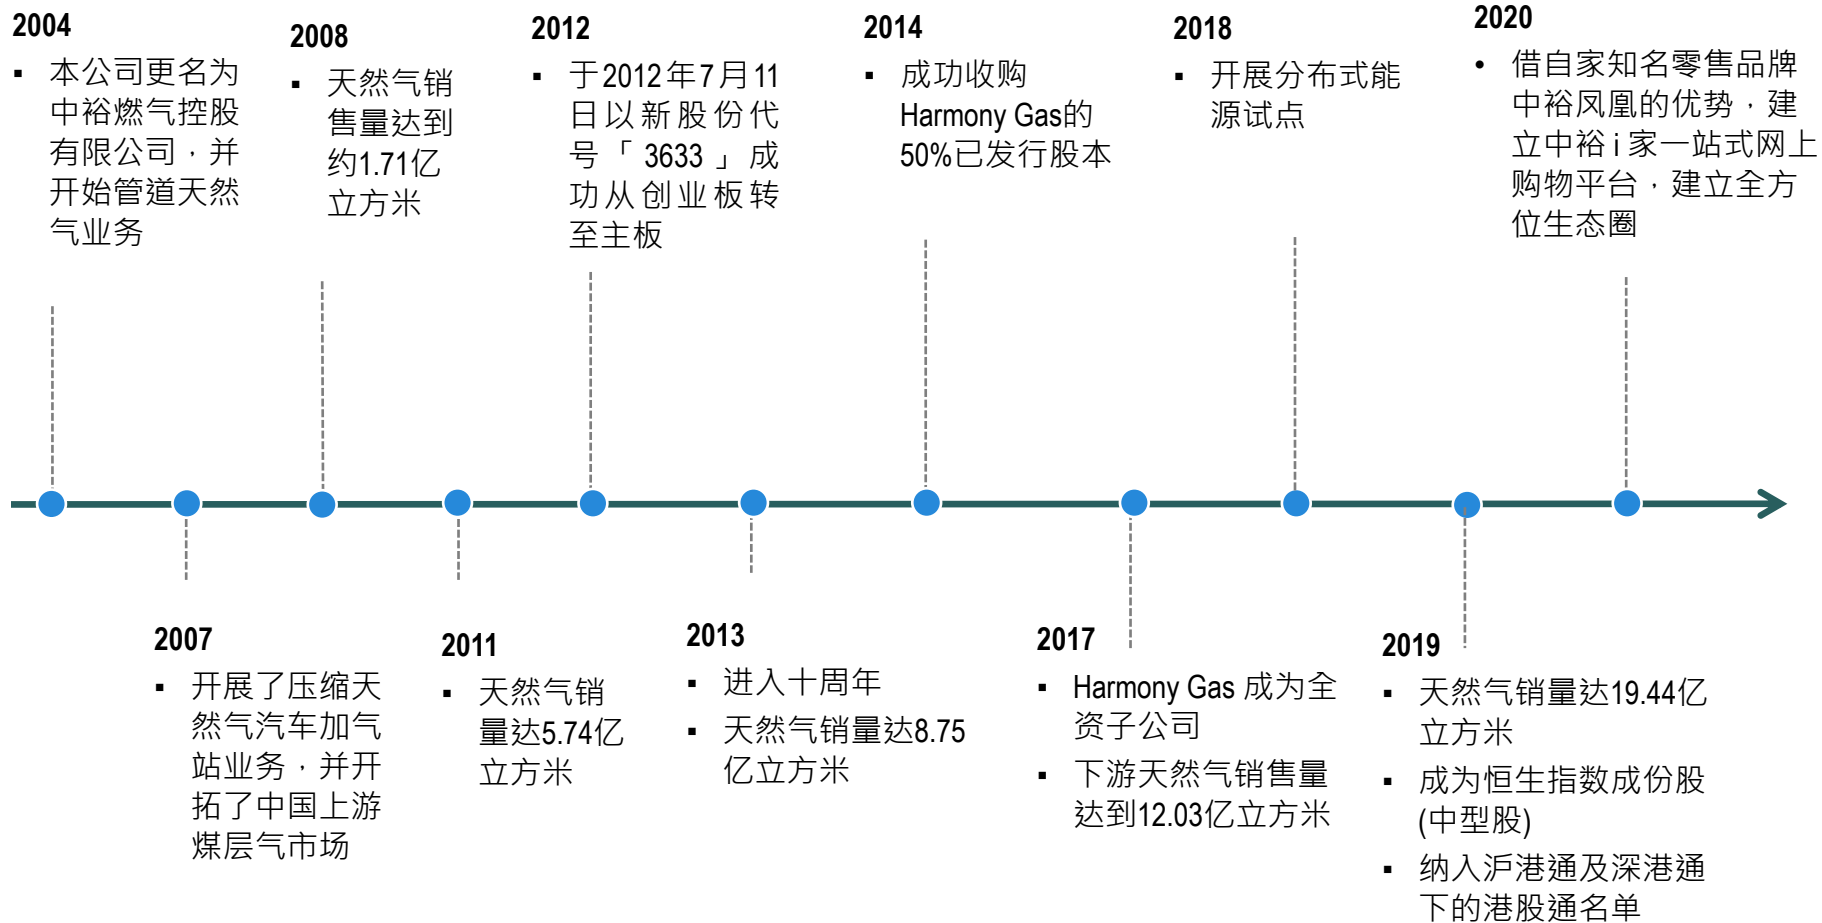 2004
▪ 本公司更名为
中裕燃气控股
有限公司，并
开始管道天然
气业务
2008
▪ 天然气销
售量达到
约1.71亿
立方米
2012
▪ 于2012年7月11
日以新股份代
号「 3633 」成
功从创业板转
至主板
2014
▪ 成功收购
Harmony Gas的
50%已发行股本
2018
▪ 开展分布式能
源试点
2020
• 借自家知名零售品牌
中裕凤凰的优势，建
立中裕i家一站式网上
购物平台，建立全方
位生态圈
2007
▪ 开展了压缩天
然气汽车加气
站业务，并开
拓了中国上游
煤层气市场
2011
▪ 天然气销
量达5.74亿
立方米
2013
▪ 进入十周年
▪ 天然气销量达8.75
亿立方米
2017
▪ Harmony Gas 成为全
资子公司
▪ 下游天然气销售量
达到12.03亿立方米
2019
▪ 天然气销量达19.44亿
立方米
▪ 成为恒生指数成份股
(中型股)
▪ 纳入沪港通及深港通
下的港股通名单